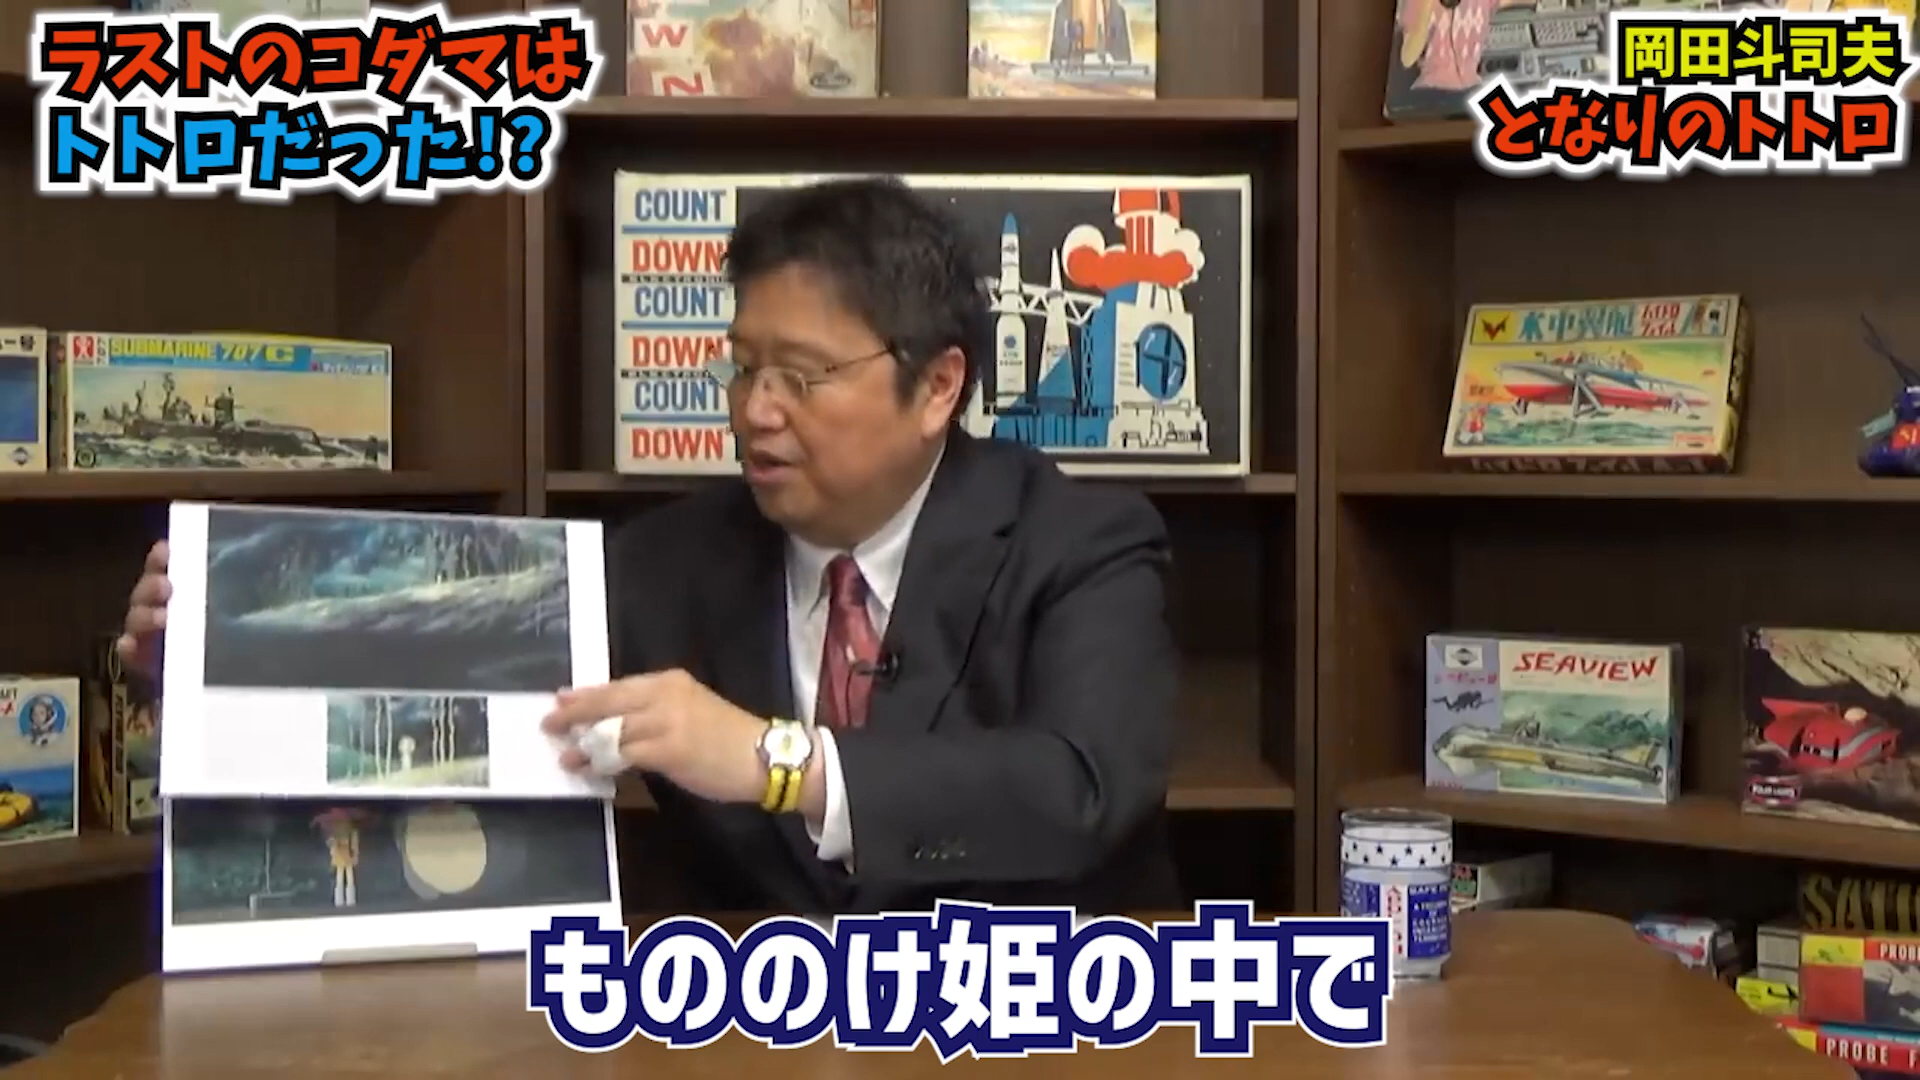 ラストのコダマは
トトロだった!?
岡田斗司夫
となりのトトロ
W
N
COUNT
DOWN
COUNT
DOWN
COUNT
DOWN
SUBMARINE 707 C
SEAVIEW
PROBE
PROBE F
もののけ姫の中で